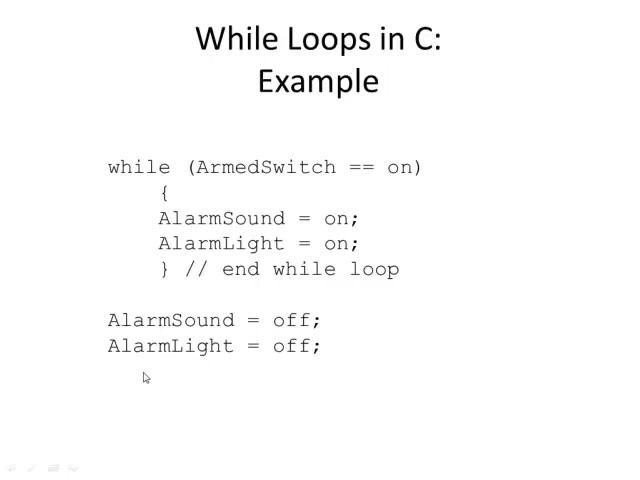 While Loops in C:
Example
while (ArmedSwitch == on)
{
AlarmSound = on;
AlarmLight = on;
} // end while loop
AlarmSound = off;
AlarmLight = off;